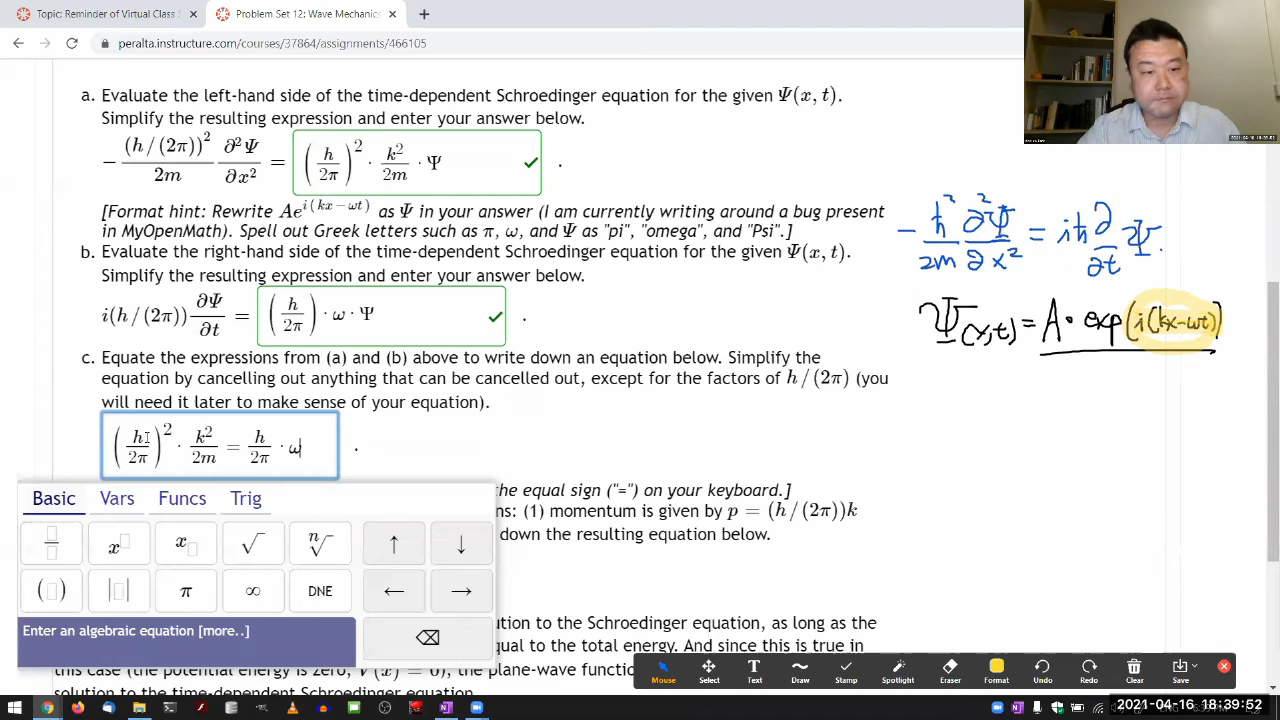 Topic: Reminder of Virtual Class S
Problem Set 12: Wave Mechanics
peralta.instructure.com/courses/37864/assignments/466105
a. Evaluate the left-hand side of the time-dependent Schroedinger equation for the given Ψ(x, t).
Simplify the resulting expression and enter your answer below.
− (h/(2π))² / 2m ∂²Ψ / ∂x² = (h / 2π)² · k² / 2m · Ψ .
[Format hint: Rewrite Ae^{i(kx−ωt)} as Ψ in your answer (I am currently writing around a bug present
in MyOpenMath). Spell out Greek letters such as π, ω, and Ψ as "pi", "omega", and "Psi".]
b. Evaluate the right-hand side of the time-dependent Schroedinger equation for the given Ψ(x, t).
Simplify the resulting expression and enter your answer below.
i(h/(2π)) ∂Ψ / ∂t = (h / 2π) · ω · Ψ .
c. Equate the expressions from (a) and (b) above to write down an equation below. Simplify the
equation by cancelling out anything that can be cancelled out, except for the factors of h/(2π) (you
will need it later to make sense of your equation).
(h / 2π)² · k² / 2m = h / 2π · ω .
the equal sign ("=") on your keyboard.]
ns: (1) momentum is given by p = (h/(2π))k
down the resulting equation below.
Basic Vars Funcs Trig
DNE
Enter an algebraic equation [more..]
ution to the Schroedinger equation, as long as the
qual to the total energy. And since this is true in
this case (the potential energy is zero, V(x) = 0), the plane-wave functio
solution to the time-dependent Schroedinger equation.
− ħ² / 2m ∂²Ψ / ∂x² = iħ ∂ / ∂t Ψ.
Ψ(x,t) = A · exp(i(kx−ωt))
Mouse Select Text Draw Stamp Spotlight Eraser Format Undo Redo Clear Save
2021-04-16 18:39:52